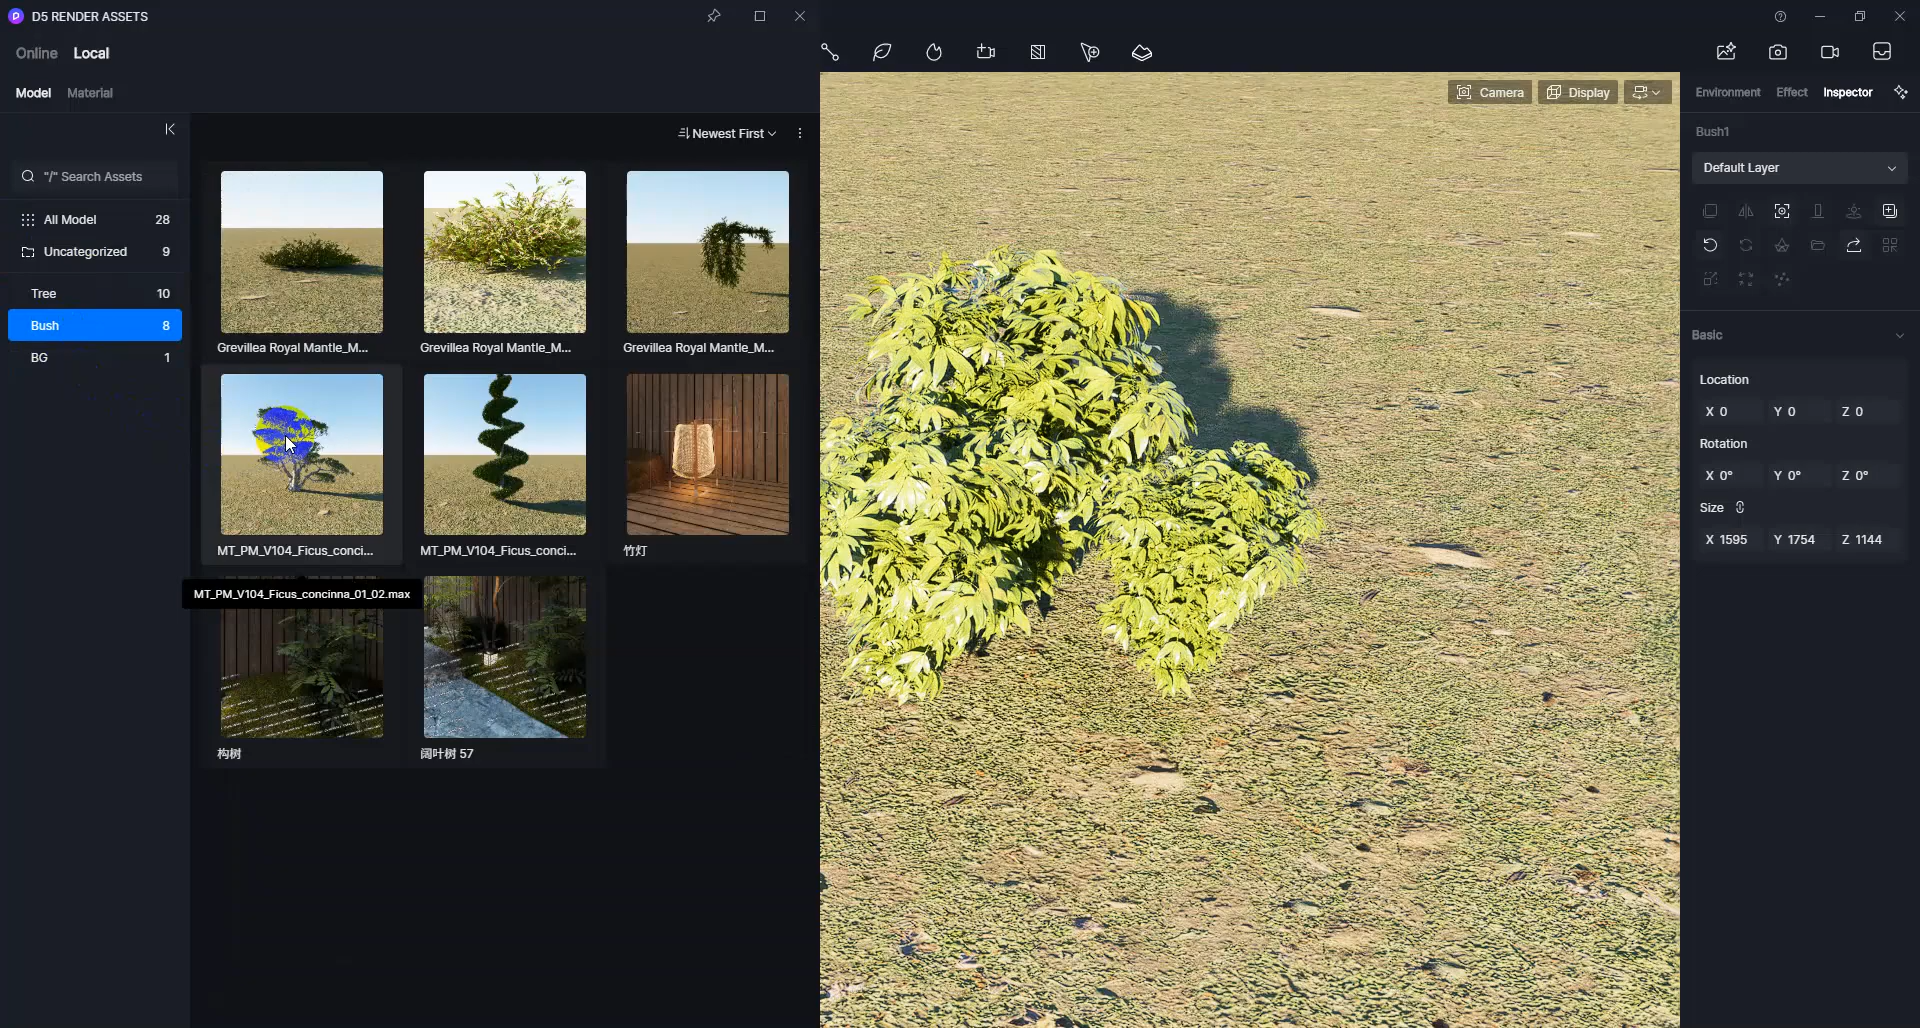 D5 RENDER ASSETS
Online Local
Model Material
Newest First
"/" Search Assets
All Model 28
Uncategorized 9
Tree 10
Bush 8
BG 1
Grevillea Royal Mantle_M...
Grevillea Royal Mantle_M...
Grevillea Royal Mantle_M...
MT_PM_V104_Ficus_conci...
MT_PM_V104_Ficus_conci...
竹灯
MT_PM_V104_Ficus_concinna_01_02.max
构树
阔叶树 57
Camera
Display
Environment Effect Inspector
Bush1
Default Layer
Basic
Location
X 0 Y 0 Z 0
Rotation
X 0° Y 0° Z 0°
Size
X 1595 Y 1754 Z 1144